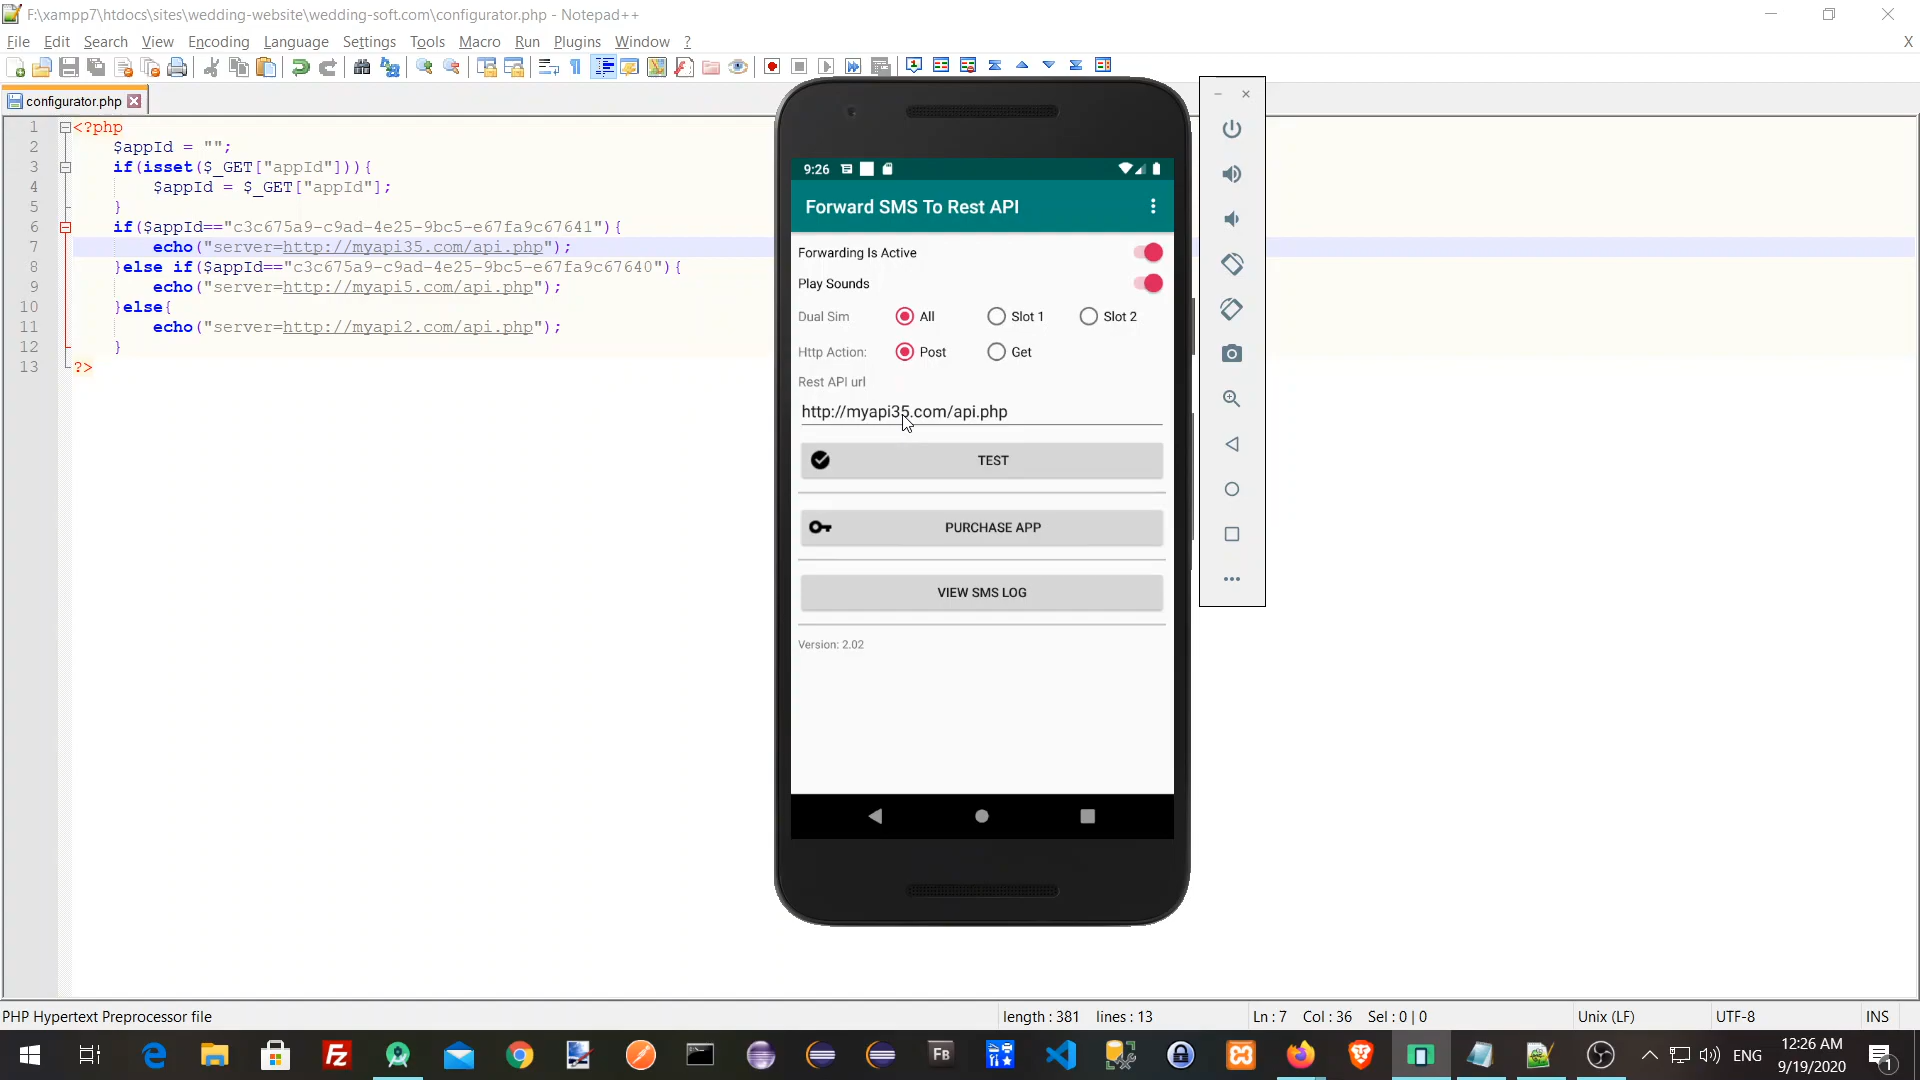 F:\xampp7\htdocs\sites\wedding-website\wedding-soft.com\configurator.php - Notepad++
File Edit Search View Encoding Language Settings Tools Macro Run Plugins Window ? X
configurator.php
1 <?php
2 $appId = "";
3 if(isset($_GET["appId"])){
4 $appId = $_GET["appId"];
5 }
6 if($appId=="c3c675a9-c9ad-4e25-9bc5-e67fa9c67641"){
7 echo("server=http://myapi35.com/api.php");
8 }else if($appId=="c3c675a9-c9ad-4e25-9bc5-e67fa9c67640"){
9 echo("server=http://myapi5.com/api.php");
10 }else{
11 echo("server=http://myapi2.com/api.php");
12 }
13 ?>
9:26
Forward SMS To Rest API
Forwarding Is Active
Play Sounds
Dual Sim All Slot 1 Slot 2
Http Action: Post Get
Rest API url
http://myapi35.com/api.php
TEST
PURCHASE APP
VIEW SMS LOG
Version: 2.02
PHP Hypertext Preprocessor file length : 381 lines : 13 Ln : 7 Col : 36 Sel : 0 | 0 Unix (LF) UTF-8 INS
Fz FB ENG 12:26 AM
9/19/2020 1